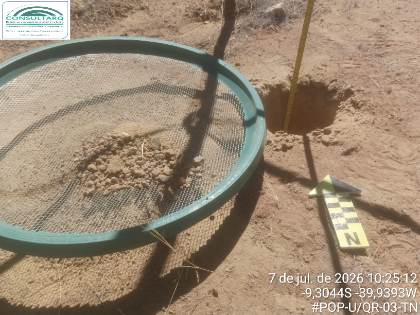 CONSULTARQ
N
7 de jul. de 2026 10:25:12
-9,3044S -39,9393W
#POP-U/QR-03-TN